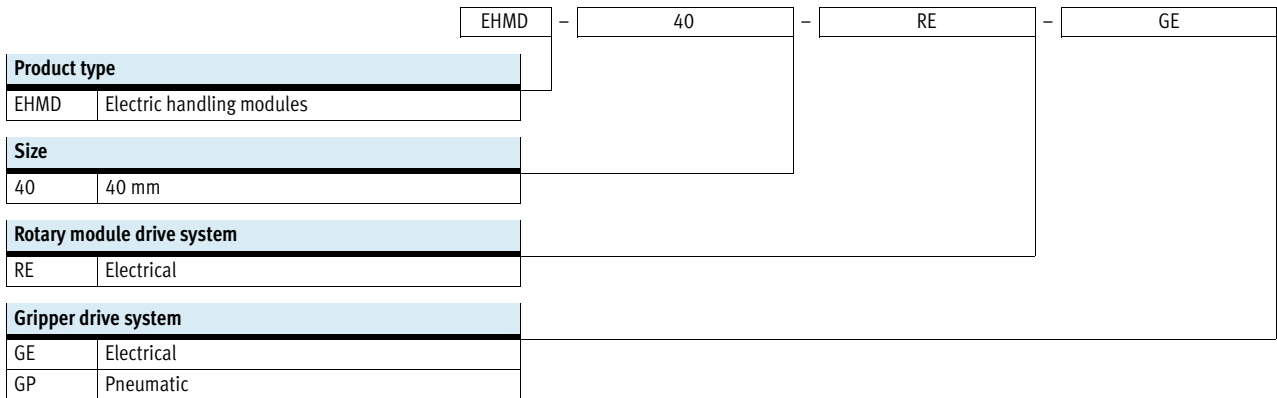 EHMD – 40 – RE – GE
Product type
EHMD Electric handling modules
Size
40 40 mm
Rotary module drive system
RE Electrical
Gripper drive system
GE Electrical
GP Pneumatic